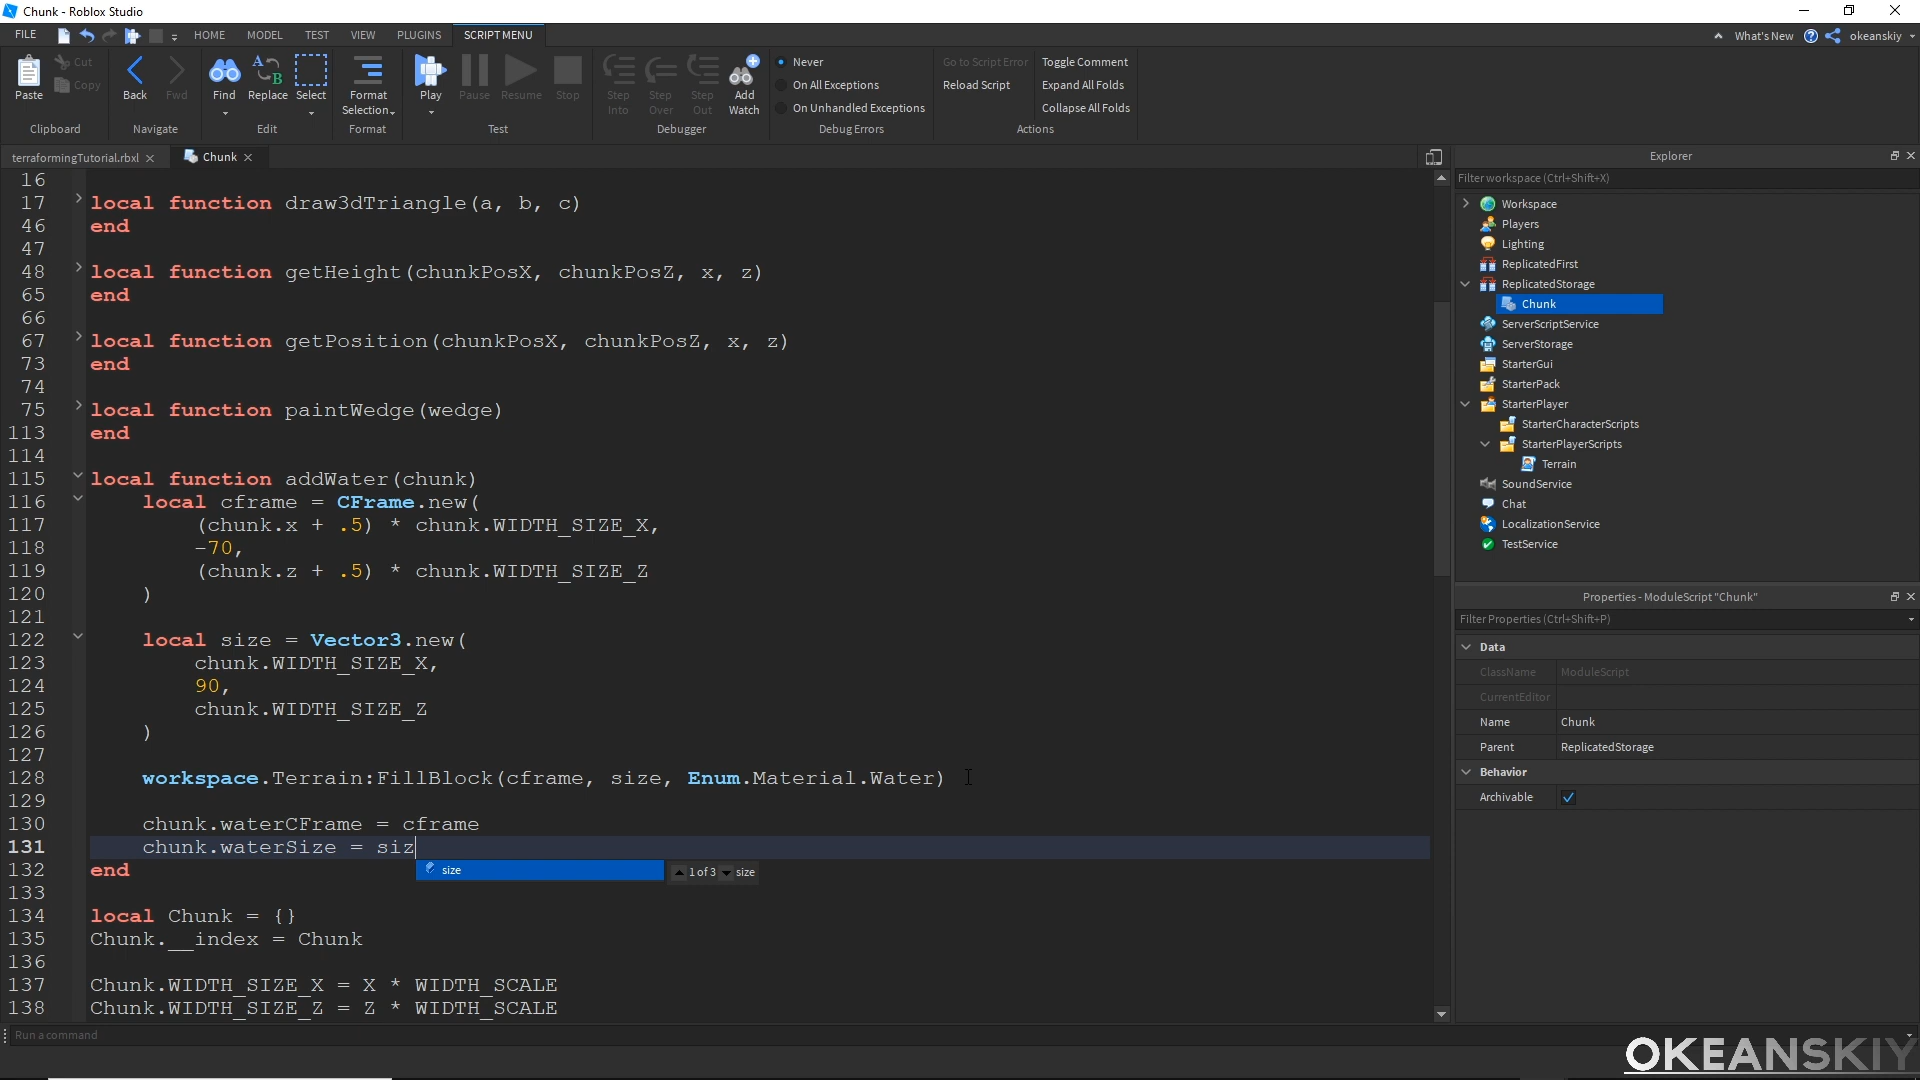 Chunk - Roblox Studio
FILE HOME MODEL TEST VIEW PLUGINS SCRIPT MENU What's New okeanskiy
Paste Cut Copy Back Fwd Find Replace Select Format Selection Play Pause Resume Stop Step Into Step Over Step Out Add Watch
Never
On All Exceptions
On Unhandled Exceptions
Go to Script Error
Reload Script
Toggle Comment
Expand All Folds
Collapse All Folds
Clipboard Navigate Edit Format Test Debugger Debug Errors Actions
terraformingTutorial.rbxl Chunk
16
17 local function draw3dTriangle(a, b, c)
46 end
47
48 local function getHeight(chunkPosX, chunkPosZ, x, z)
65 end
66
67 local function getPosition(chunkPosX, chunkPosZ, x, z)
73 end
74
75 local function paintWedge(wedge)
113 end
114
115 local function addWater(chunk)
116 local cframe = CFrame.new(
117 (chunk.x + .5) * chunk.WIDTH_SIZE_X,
118 -70,
119 (chunk.z + .5) * chunk.WIDTH_SIZE_Z
120 )
121
122 local size = Vector3.new(
123 chunk.WIDTH_SIZE_X,
124 90,
125 chunk.WIDTH_SIZE_Z
126 )
127
128 workspace.Terrain:FillBlock(cframe, size, Enum.Material.Water)
129
130 chunk.waterCFrame = cframe
131 chunk.waterSize = siz
132 end
size 1 of 3 size
133
134 local Chunk = {}
135 Chunk.__index = Chunk
136
137 Chunk.WIDTH_SIZE_X = X * WIDTH_SCALE
138 Chunk.WIDTH_SIZE_Z = Z * WIDTH_SCALE
Run a command
Explorer
Filter workspace (Ctrl+Shift+X)
Workspace
Players
Lighting
ReplicatedFirst
ReplicatedStorage
Chunk
ServerScriptService
ServerStorage
StarterGui
StarterPack
StarterPlayer
StarterCharacterScripts
StarterPlayerScripts
Terrain
SoundService
Chat
LocalizationService
TestService
Properties - ModuleScript "Chunk"
Filter Properties (Ctrl+Shift+P)
Data
ClassName ModuleScript
CurrentEditor
Name Chunk
Parent ReplicatedStorage
Behavior
Archivable
OKEANSKIY